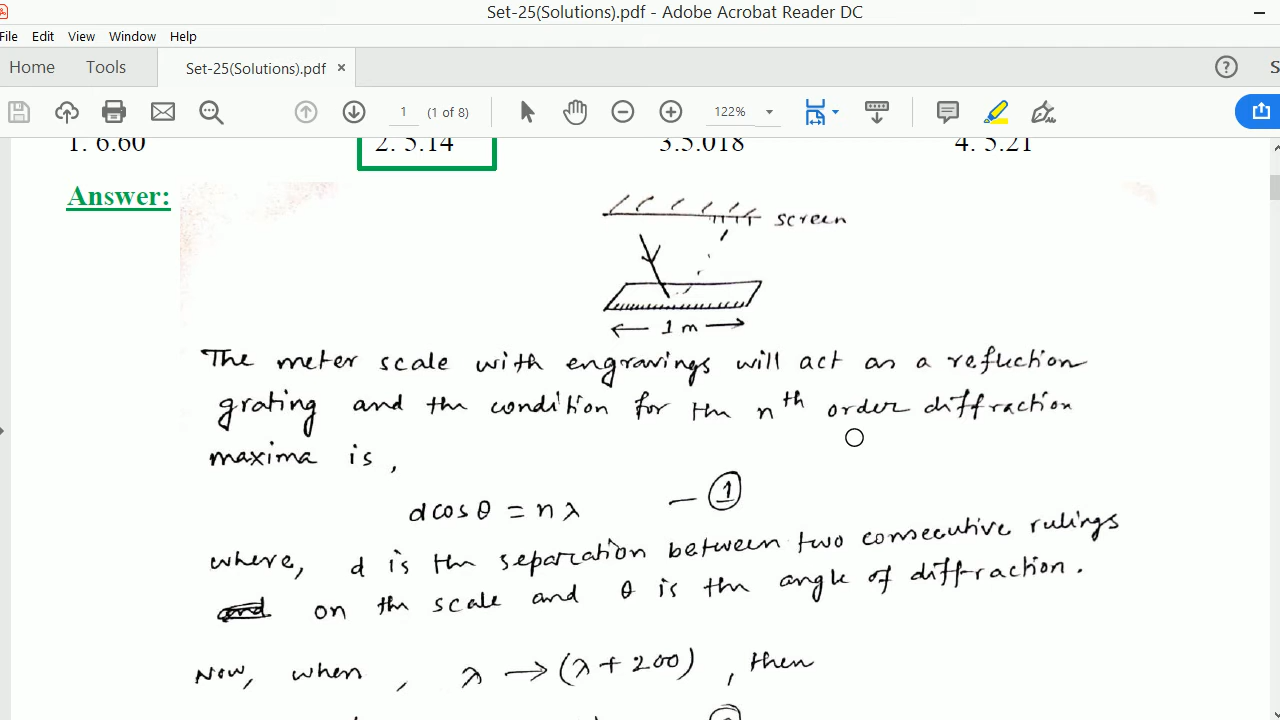 Set-25(Solutions).pdf - Adobe Acrobat Reader DC
File Edit View Window Help
Home Tools Set-25(Solutions).pdf ×
1 (1 of 8) 122%
1. 6.60 2. 5.14 3.5.018 4. 5.21
Answer:
screen
1 m
The meter scale with engravings will act as a reflection
grating and the condition for the nth order diffraction
maxima is,
d cos θ = n λ — 1
where, d is the separation between two consecutive rulings
on the scale and θ is the angle of diffraction.
Now, when, λ → (λ + 200), then